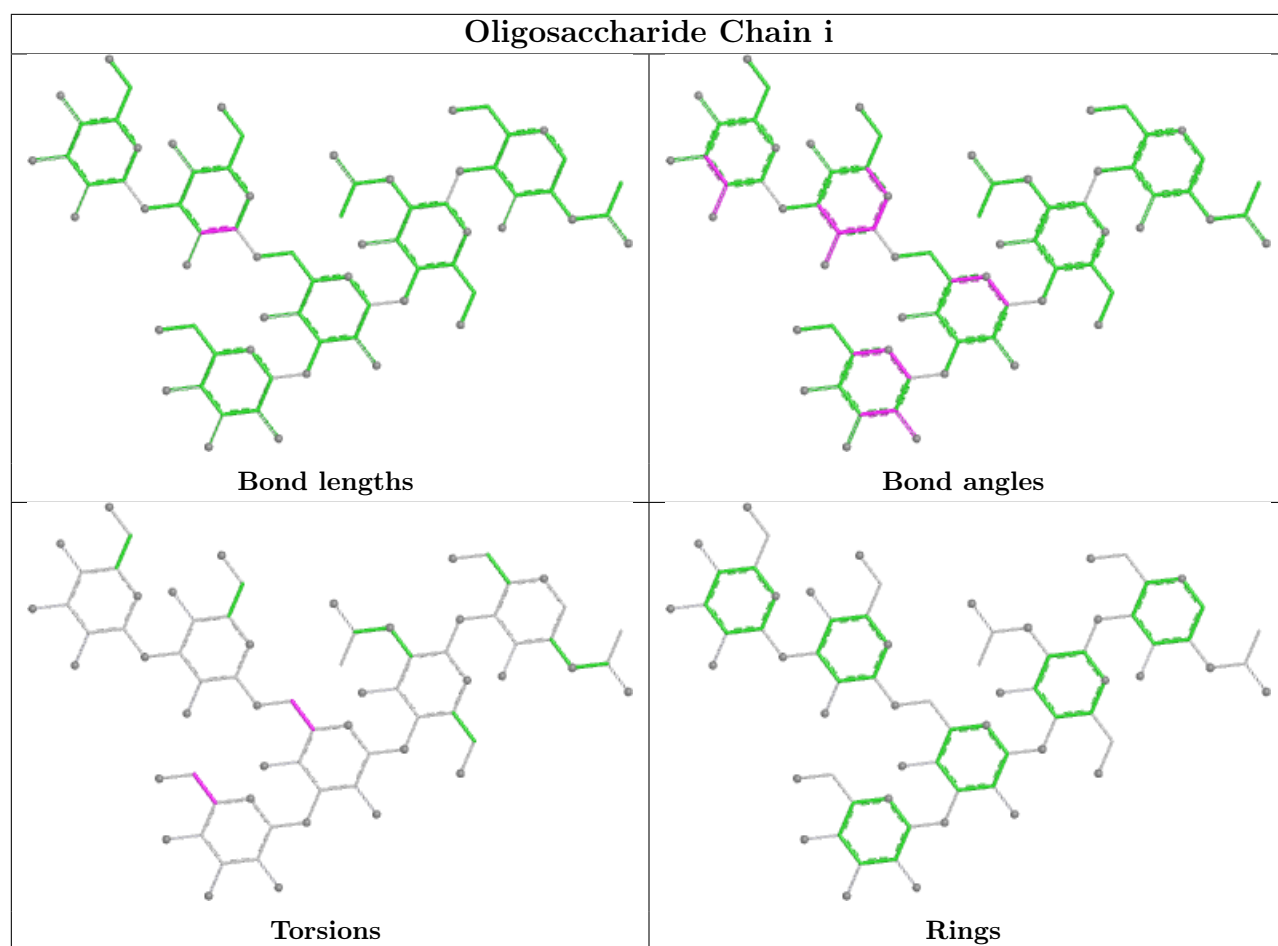 Oligosaccharide Chain i
Bond lengths
Bond angles
Torsions
Rings